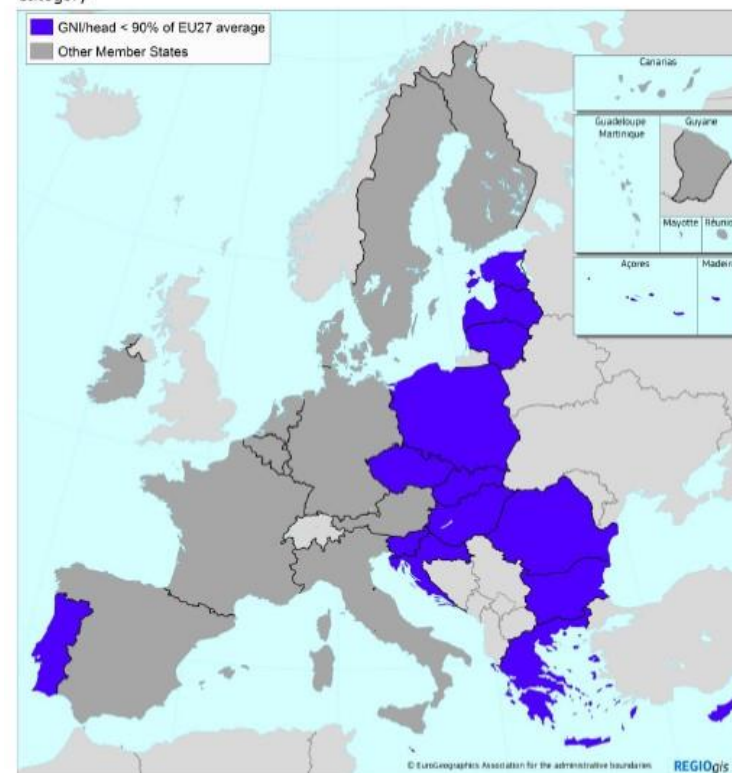 GNI/head < 90% of EU27 average
Other Member States
Canarias
Guadeloupe
Martinique
Guyane
Mayotte
Açores
© EuroGeographics Association for the administrative boundaries
REGIOgis